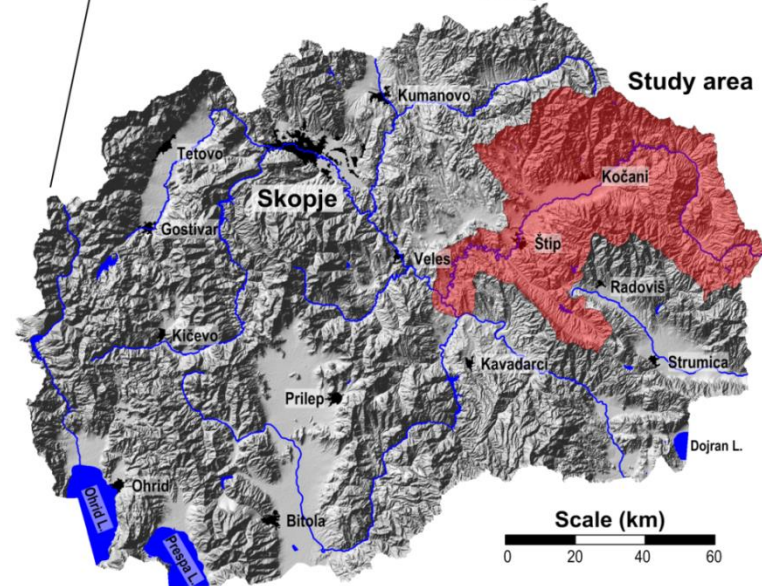 Kumanovo
Study area
Tetovo
Skopje
Kočani
Gostivar
Štip
Veles
Radoviš
Kičevo
Kavadarci
Strumica
Prilep
Dojran L.
Ohrid
Ohrid L.
Bitola
Prespa L.
Scale (km)
0 20 40 60